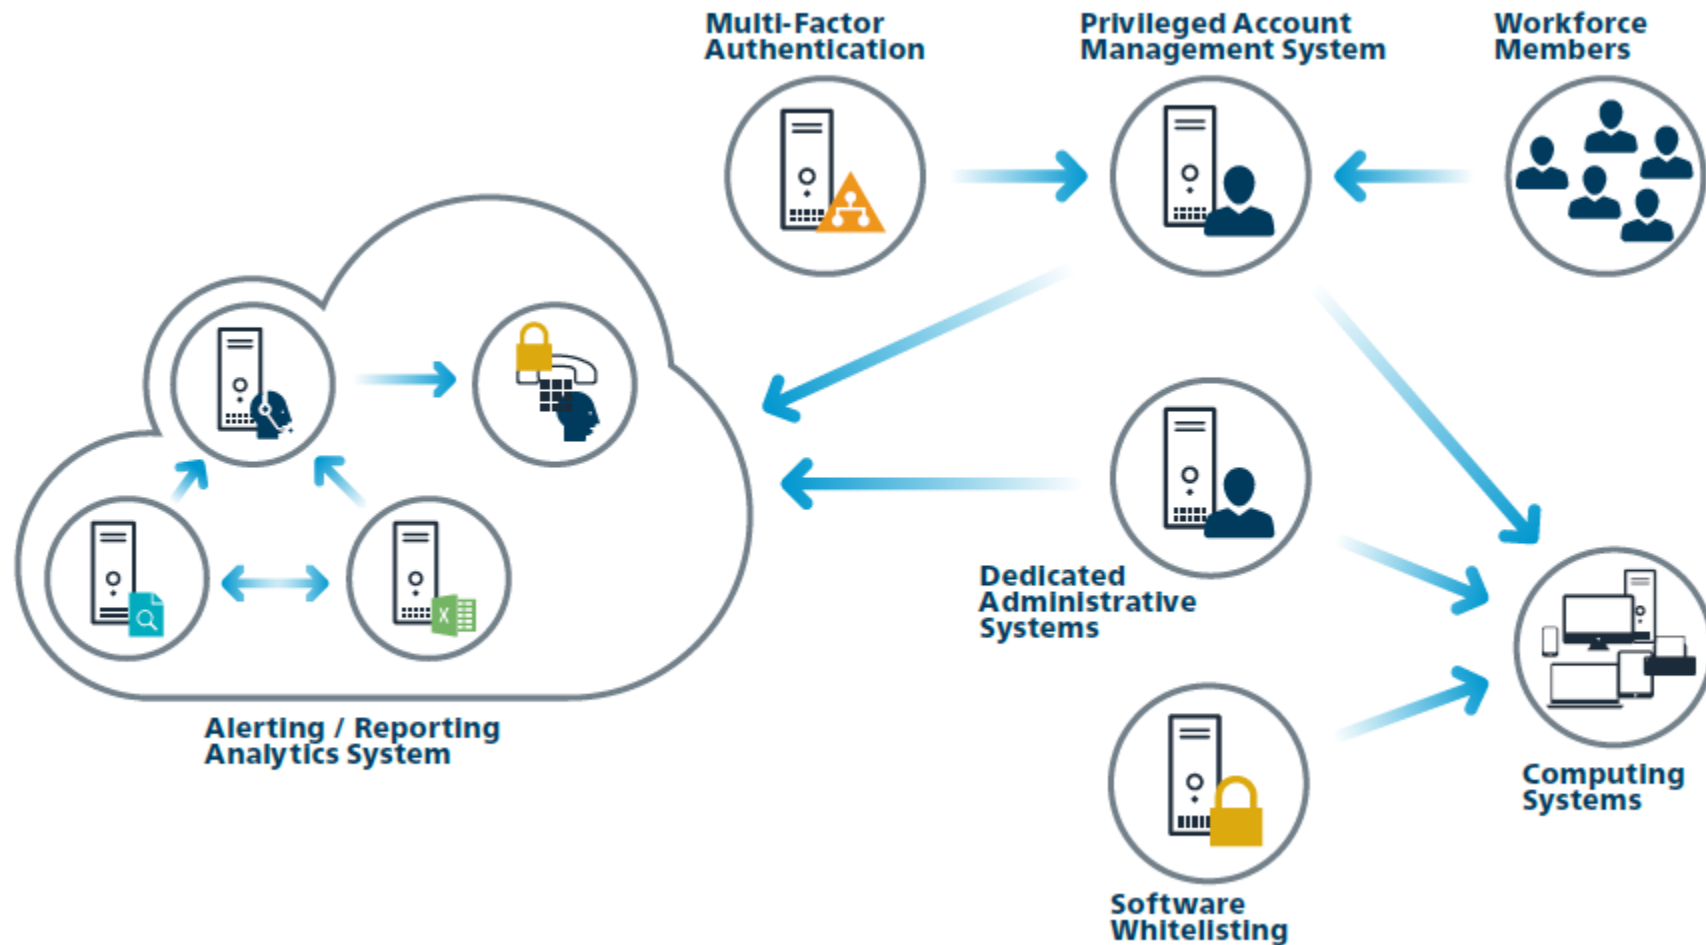 Multi-Factor
Authentication
Privileged Account
Management System
Workforce
Members
Dedicated
Administrative
Systems
Alerting / Reporting
Analytics System
Computing
Systems
Software
Whitelisting
X